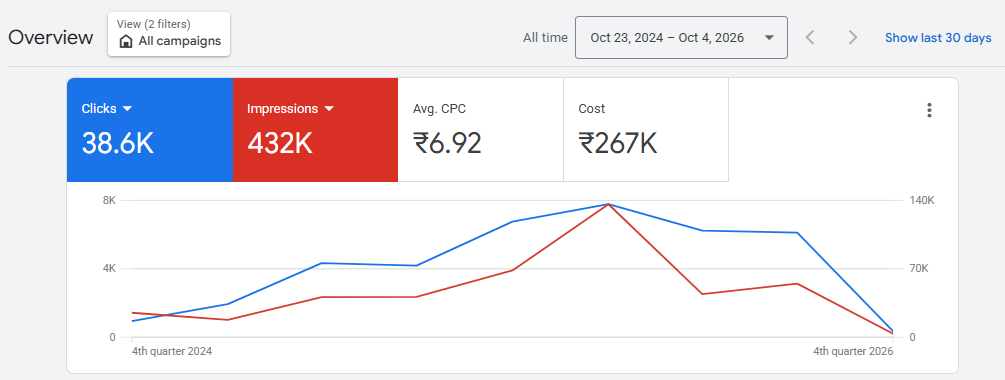 Overview
View (2 filters)
All campaigns
All time
Oct 23, 2024 – Oct 4, 2026
Show last 30 days
Clicks
38.6K
Impressions
432K
Avg. CPC
₹6.92
Cost
₹267K
8K
140K
4K
70K
0
0
4th quarter 2024
4th quarter 2026